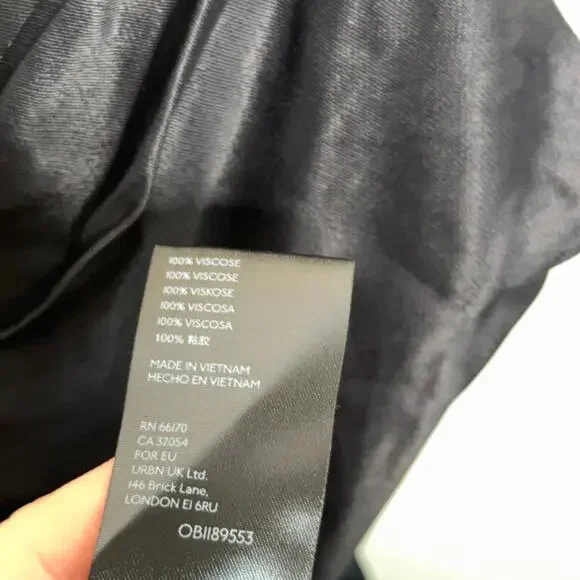 100% VISCOSE
100% VISCOSE
100% VISKOSE
100% VISCOSA
100% VISCOSA
100% 粘胶
MADE IN VIETNAM
HECHO EN VIETNAM
RN 66170
CA 32054
FOR EU
URBN UK Ltd.
146 Brick Lane,
LONDON E1 6RU
OB1189553